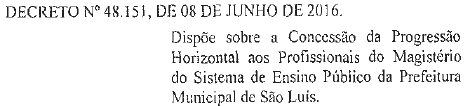 DECRETO Nº 48.151, DE 08 DE JUNHO DE 2016.
Dispõe sobre a Concessão da Progressão
Horizontal aos Profissionais do Magistério
do Sistema de Ensino Público da Prefeitura
Municipal de São Luís.